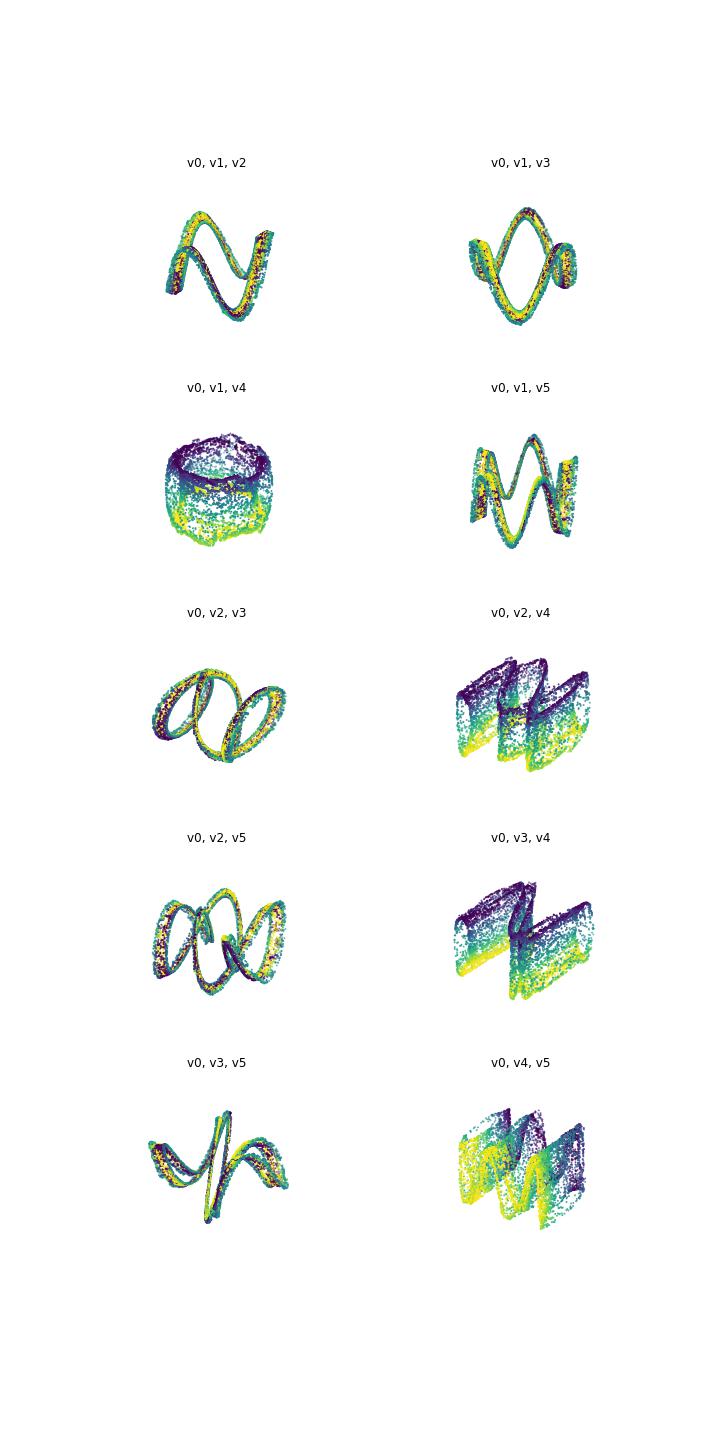 v0, v1, v2
v0, v1, v3
v0, v1, v4
v0, v1, v5
v0, v2, v3
v0, v2, v4
v0, v2, v5
v0, v3, v4
v0, v3, v5
v0, v4, v5